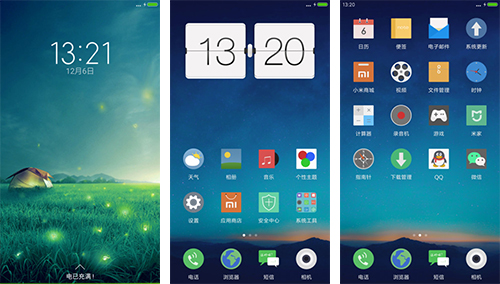 13:21
12月6日
电已充满！
13 20
天气 相册 音乐 个性主题
设置 应用商店 安全中心 系统工具
电话 浏览器 短信 相机
13:20
6
日历 便签 电子邮件 系统更新
小米商城 视频 文件管理 时钟
计算器 录音机 游戏 米家
指南针 下载管理 QQ 微信
电话 浏览器 短信 相机